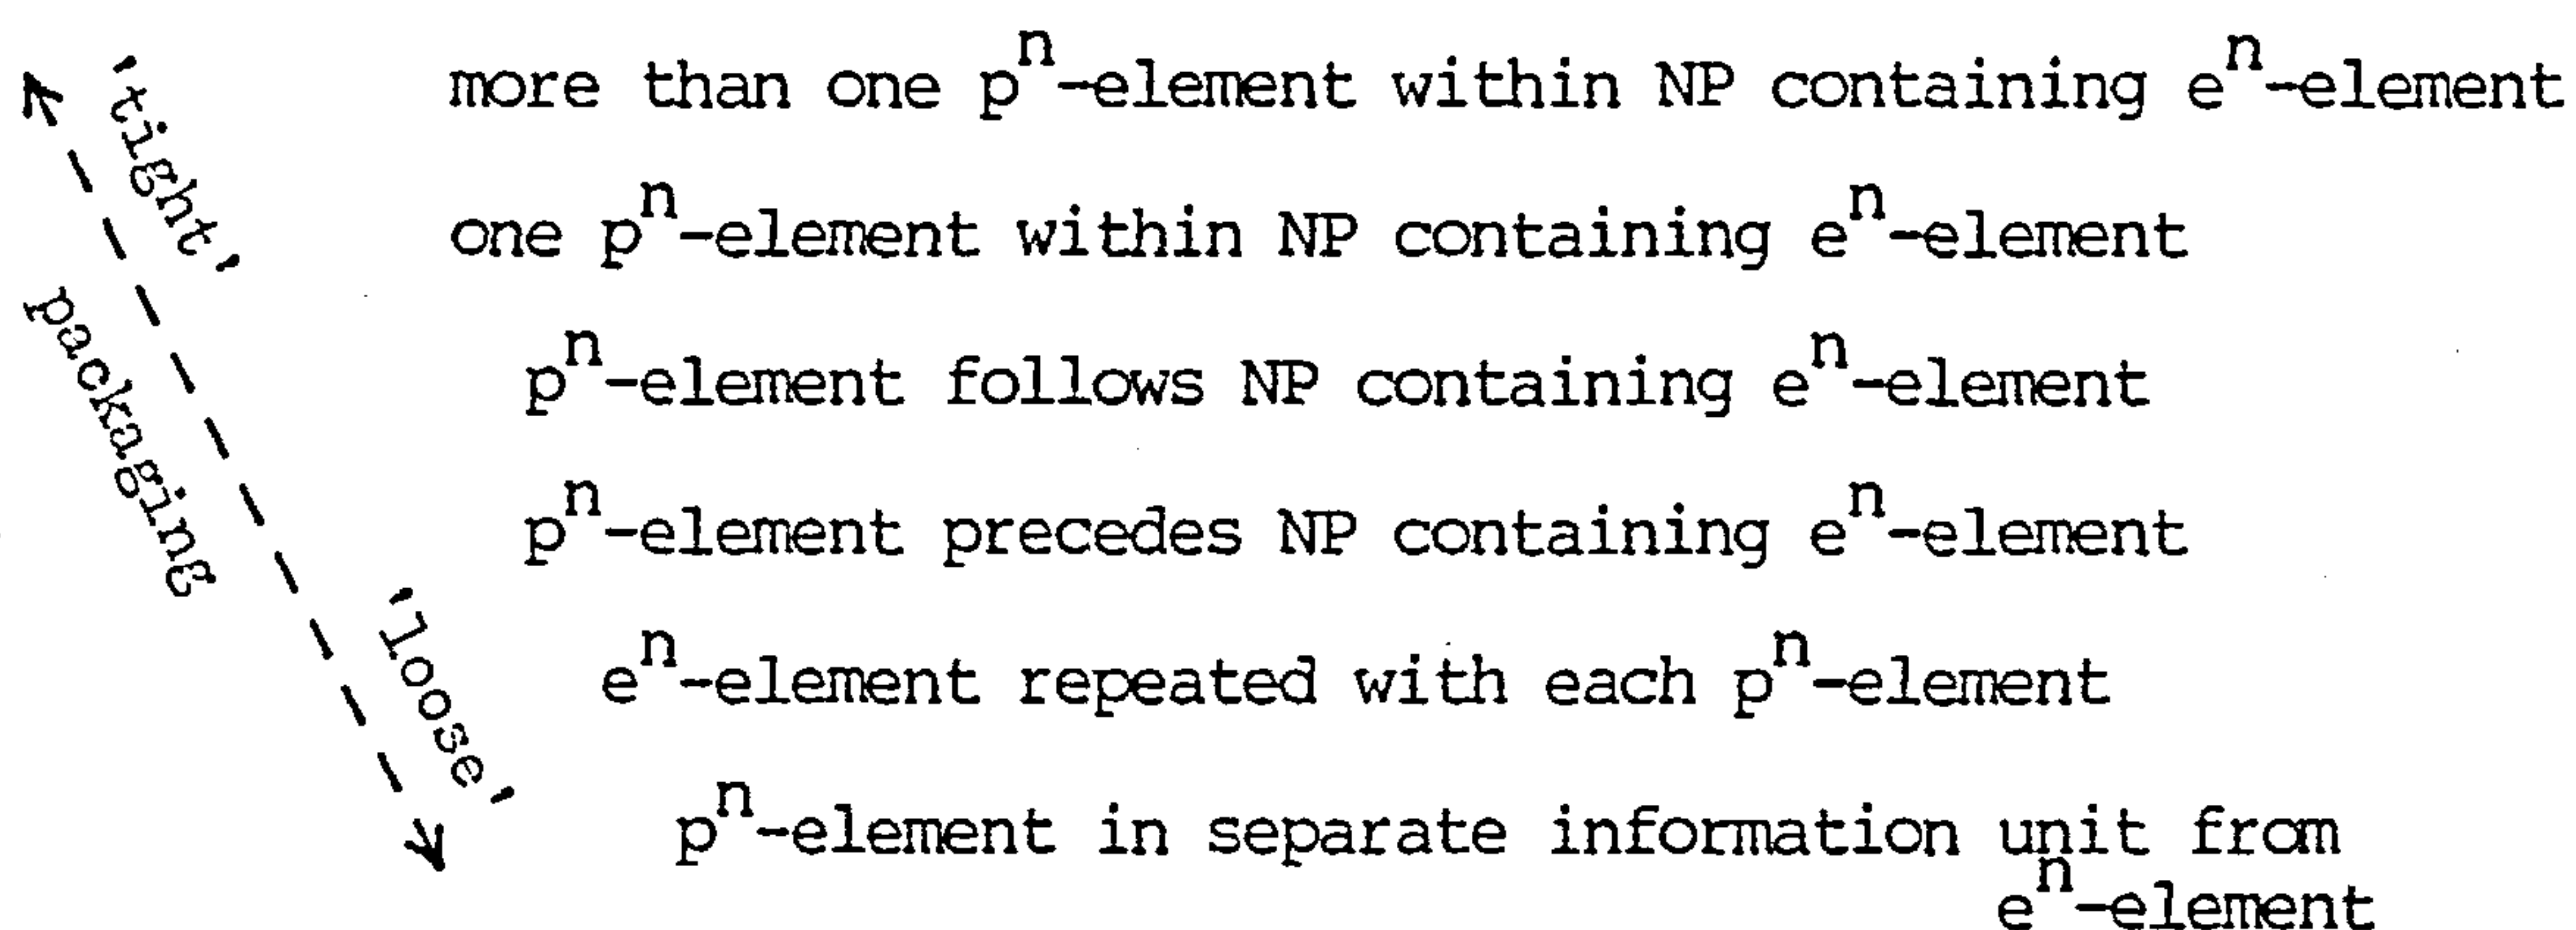 more than one pⁿ-element within NP containing eⁿ-element
one pⁿ-element within NP containing eⁿ-element
pⁿ-element follows NP containing eⁿ-element
pⁿ-element precedes NP containing eⁿ-element
eⁿ-element repeated with each pⁿ-element
pⁿ-element in separate information unit from
eⁿ-element
'tight'
packaging
'loose'